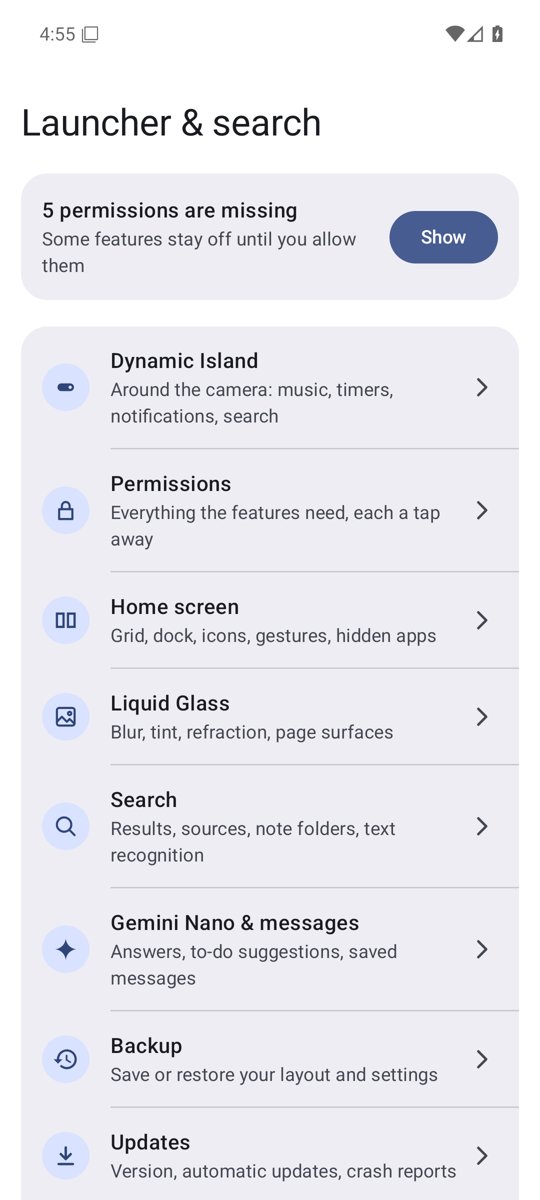 4:55
Launcher & search
5 permissions are missing
Some features stay off until you allow
them
Show
Dynamic Island
Around the camera: music, timers,
notifications, search
Permissions
Everything the features need, each a tap
away
Home screen
Grid, dock, icons, gestures, hidden apps
Liquid Glass
Blur, tint, refraction, page surfaces
Search
Results, sources, note folders, text
recognition
Gemini Nano & messages
Answers, to-do suggestions, saved
messages
Backup
Save or restore your layout and settings
Updates
Version, automatic updates, crash reports